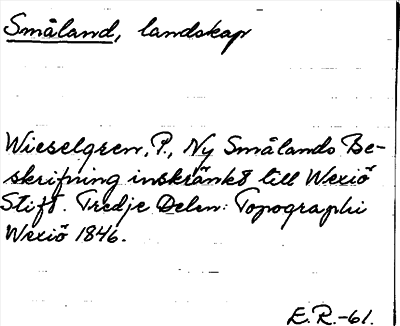 Småland, landskap
Wieselgren, P., Ny Smålands Be-
skrifning inskränkt till Wexiö
Stift. Tredje Delen: Topographi
Wexiö 1846.
E.R.-61.